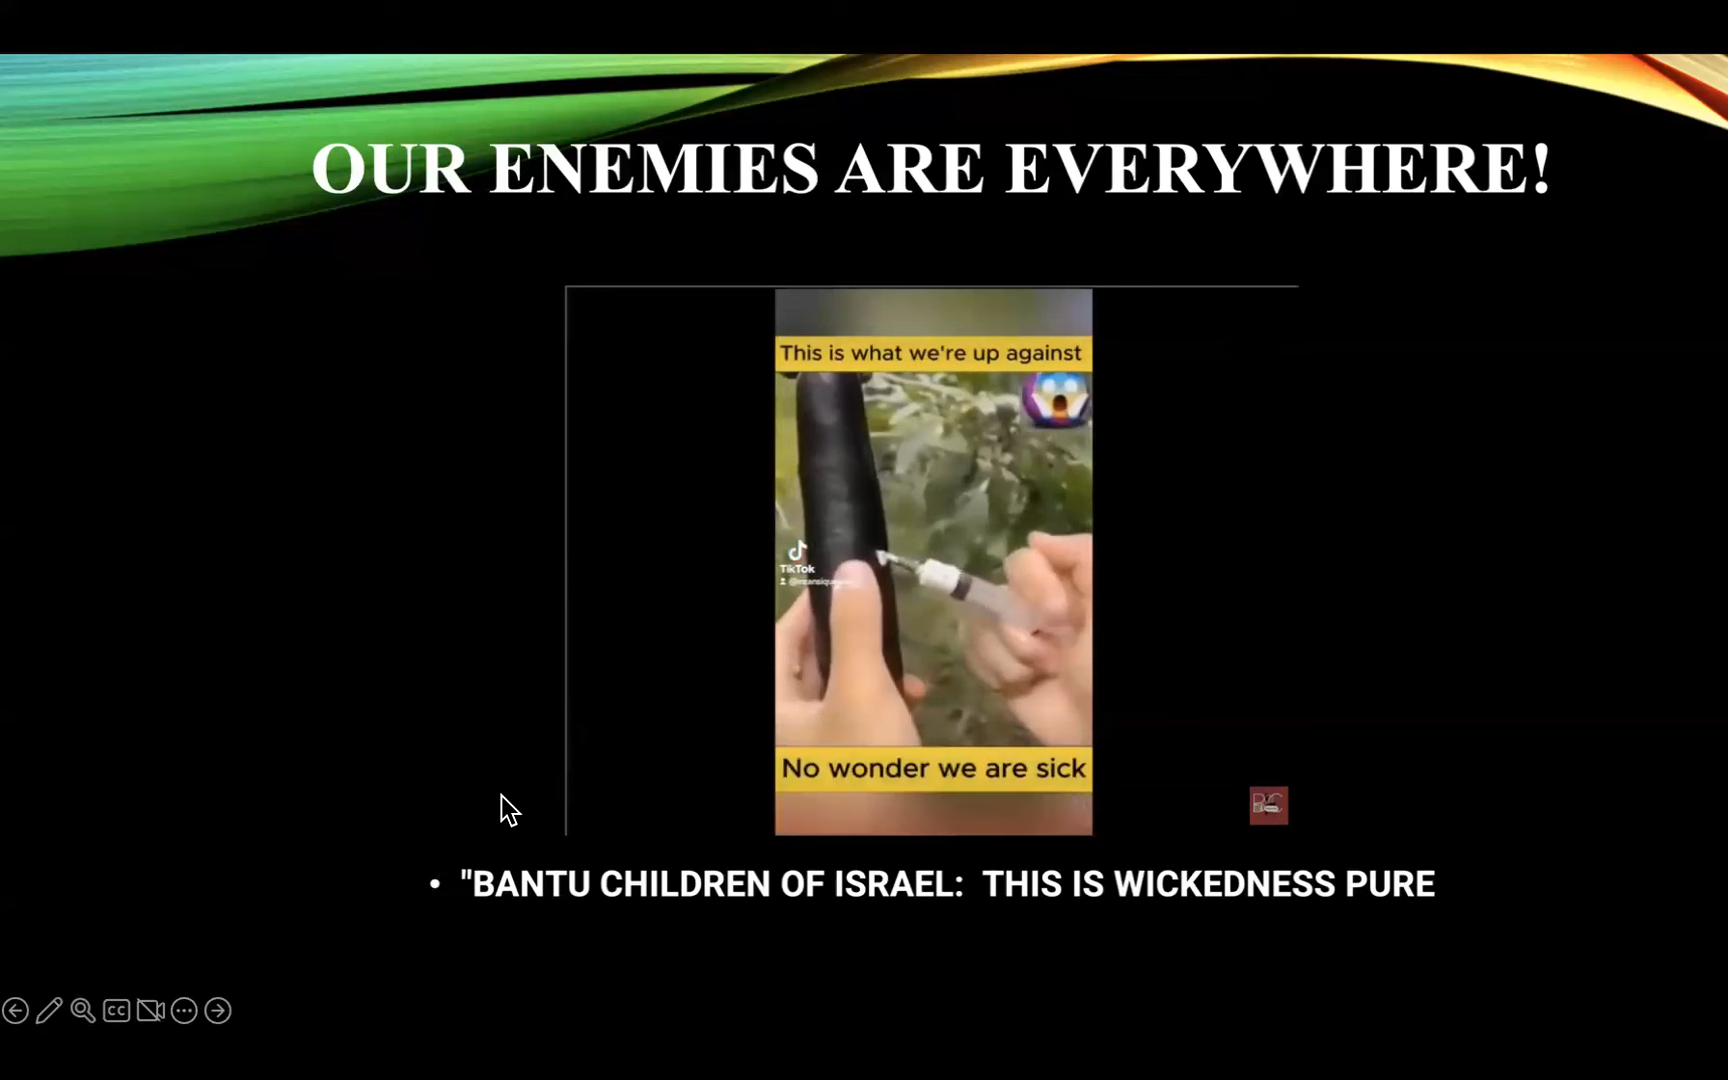 OUR ENEMIES ARE EVERYWHERE!
This is what we're up against
TikTok
No wonder we are sick
• "BANTU CHILDREN OF ISRAEL: THIS IS WICKEDNESS PURE
CC